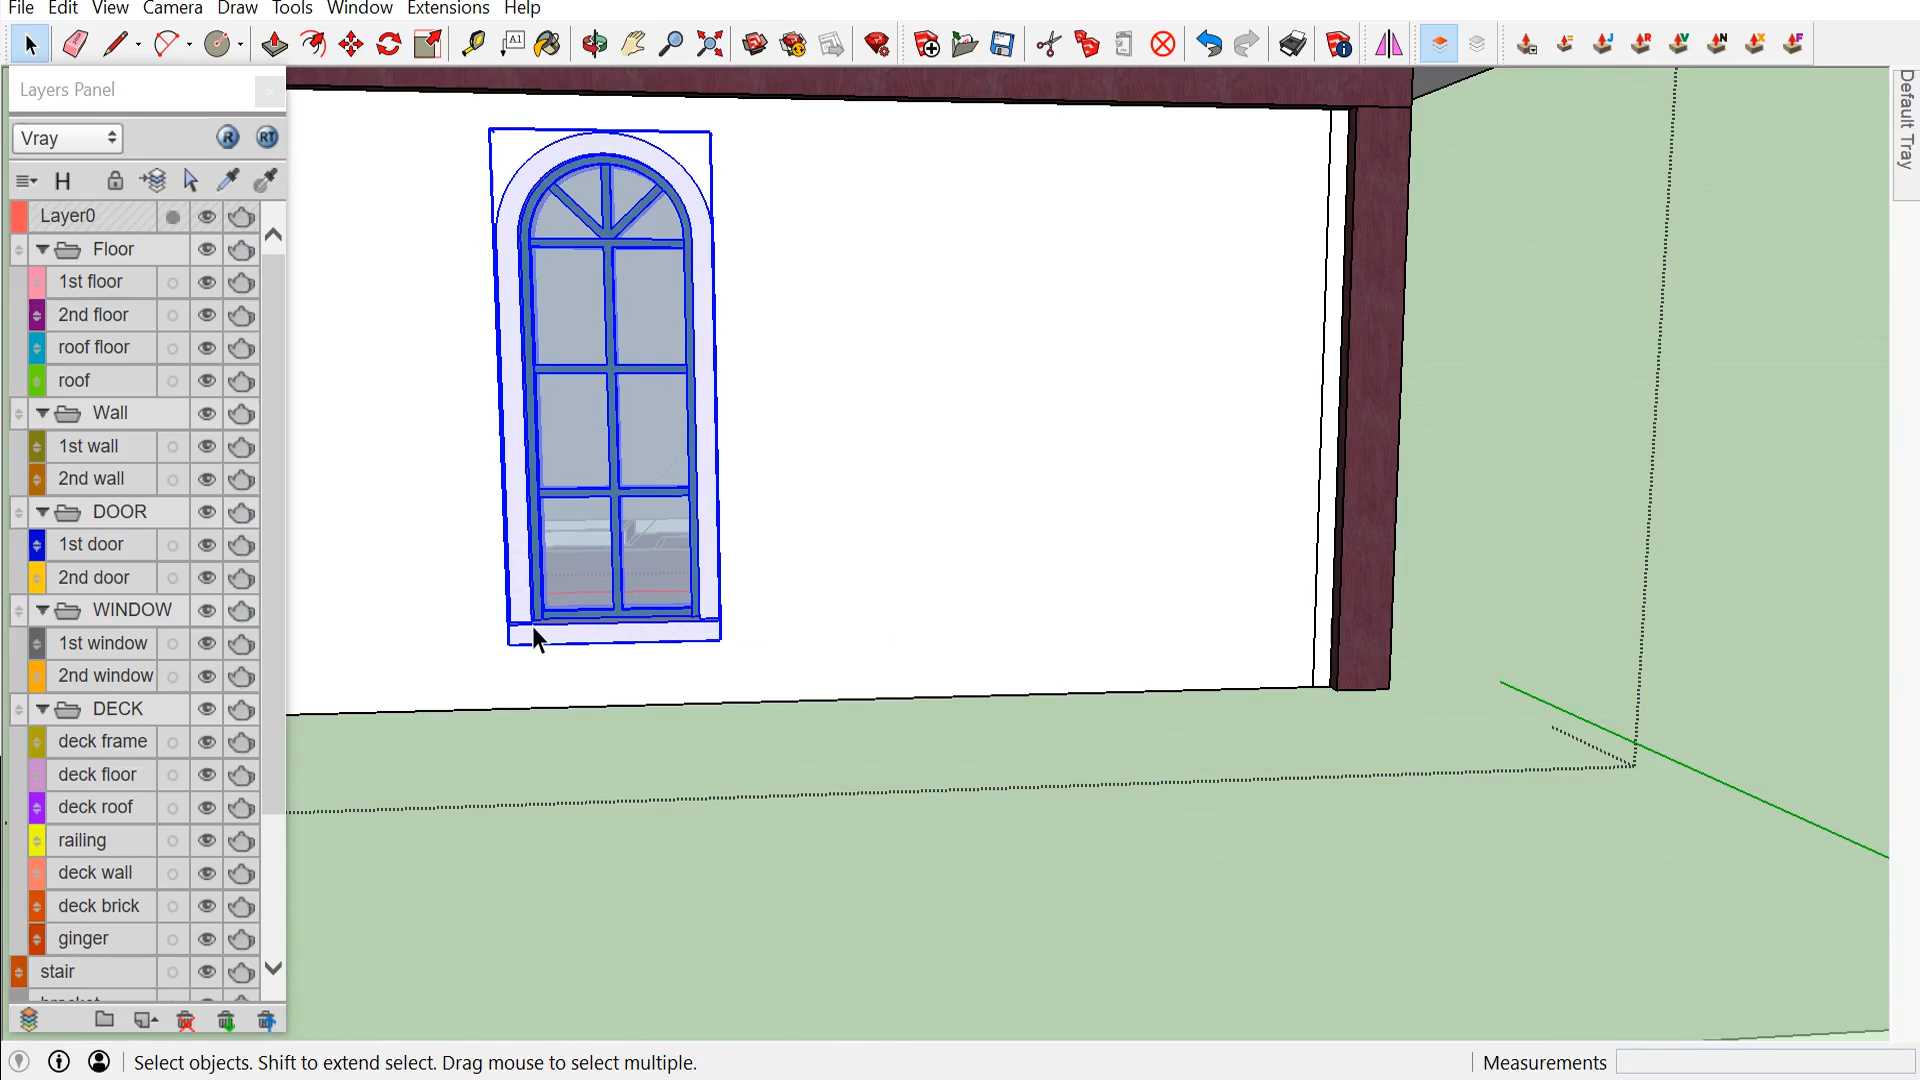 File Edit View Camera Draw Tools Window Extensions Help
A1
J R V N X F
Default Tray
Layers Panel
Vray
R RT
H
Layer0
Floor
1st floor
2nd floor
roof floor
roof
Wall
1st wall
2nd wall
DOOR
1st door
2nd door
WINDOW
1st window
2nd window
DECK
deck frame
deck floor
deck roof
railing
deck wall
deck brick
ginger
stair
bracket
Select objects. Shift to extend select. Drag mouse to select multiple.
Measurements